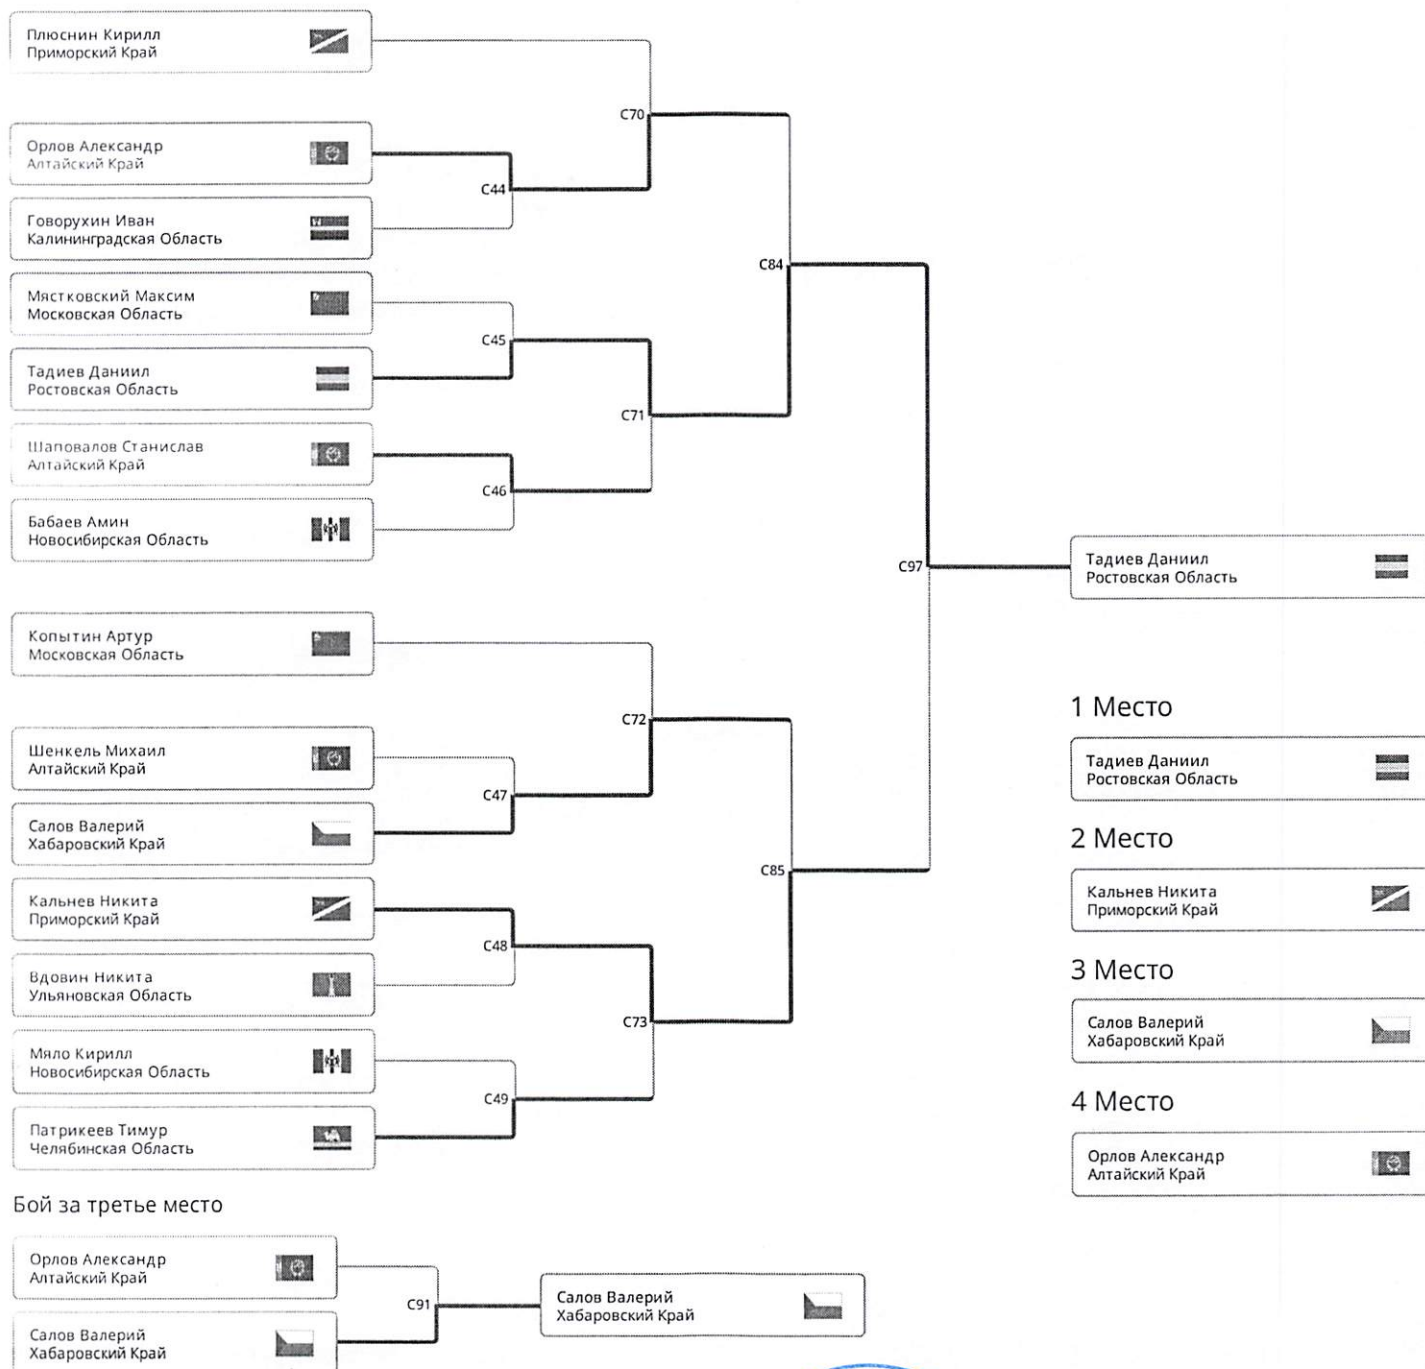 Плюснин Кирилл
Приморский Край
C70
Орлов Александр
Алтайский Край
C44
Говорухин Иван
Калининградская Область
C84
Мястковский Максим
Московская Область
C45
Тадиев Даниил
Ростовская Область
C71
Шаповалов Станислав
Алтайский Край
C46
Бабаев Амин
Новосибирская Область
C97
Тадиев Даниил
Ростовская Область
Копытин Артур
Московская Область
C72
Шенкель Михаил
Алтайский Край
C47
Салов Валерий
Хабаровский Край
C85
Кальнев Никита
Приморский Край
C48
Вдовин Никита
Ульяновская Область
C73
Мяло Кирилл
Новосибирская Область
C49
Патрикеев Тимур
Челябинская Область
1 Место
Тадиев Даниил
Ростовская Область
2 Место
Кальнев Никита
Приморский Край
3 Место
Салов Валерий
Хабаровский Край
4 Место
Орлов Александр
Алтайский Край
Бой за третье место
Орлов Александр
Алтайский Край
C91
Салов Валерий
Хабаровский Край
Салов Валерий
Хабаровский Край